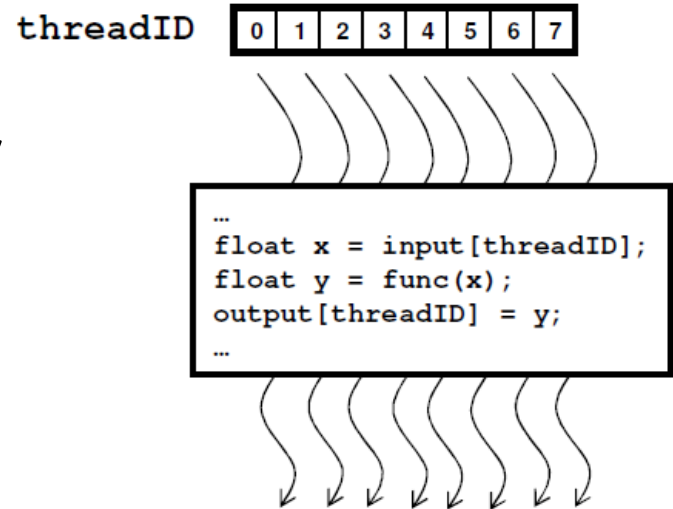 threadID 0 1 2 3 4 5 6 7
…
float x = input[threadID];
float y = func(x);
output[threadID] = y;
…